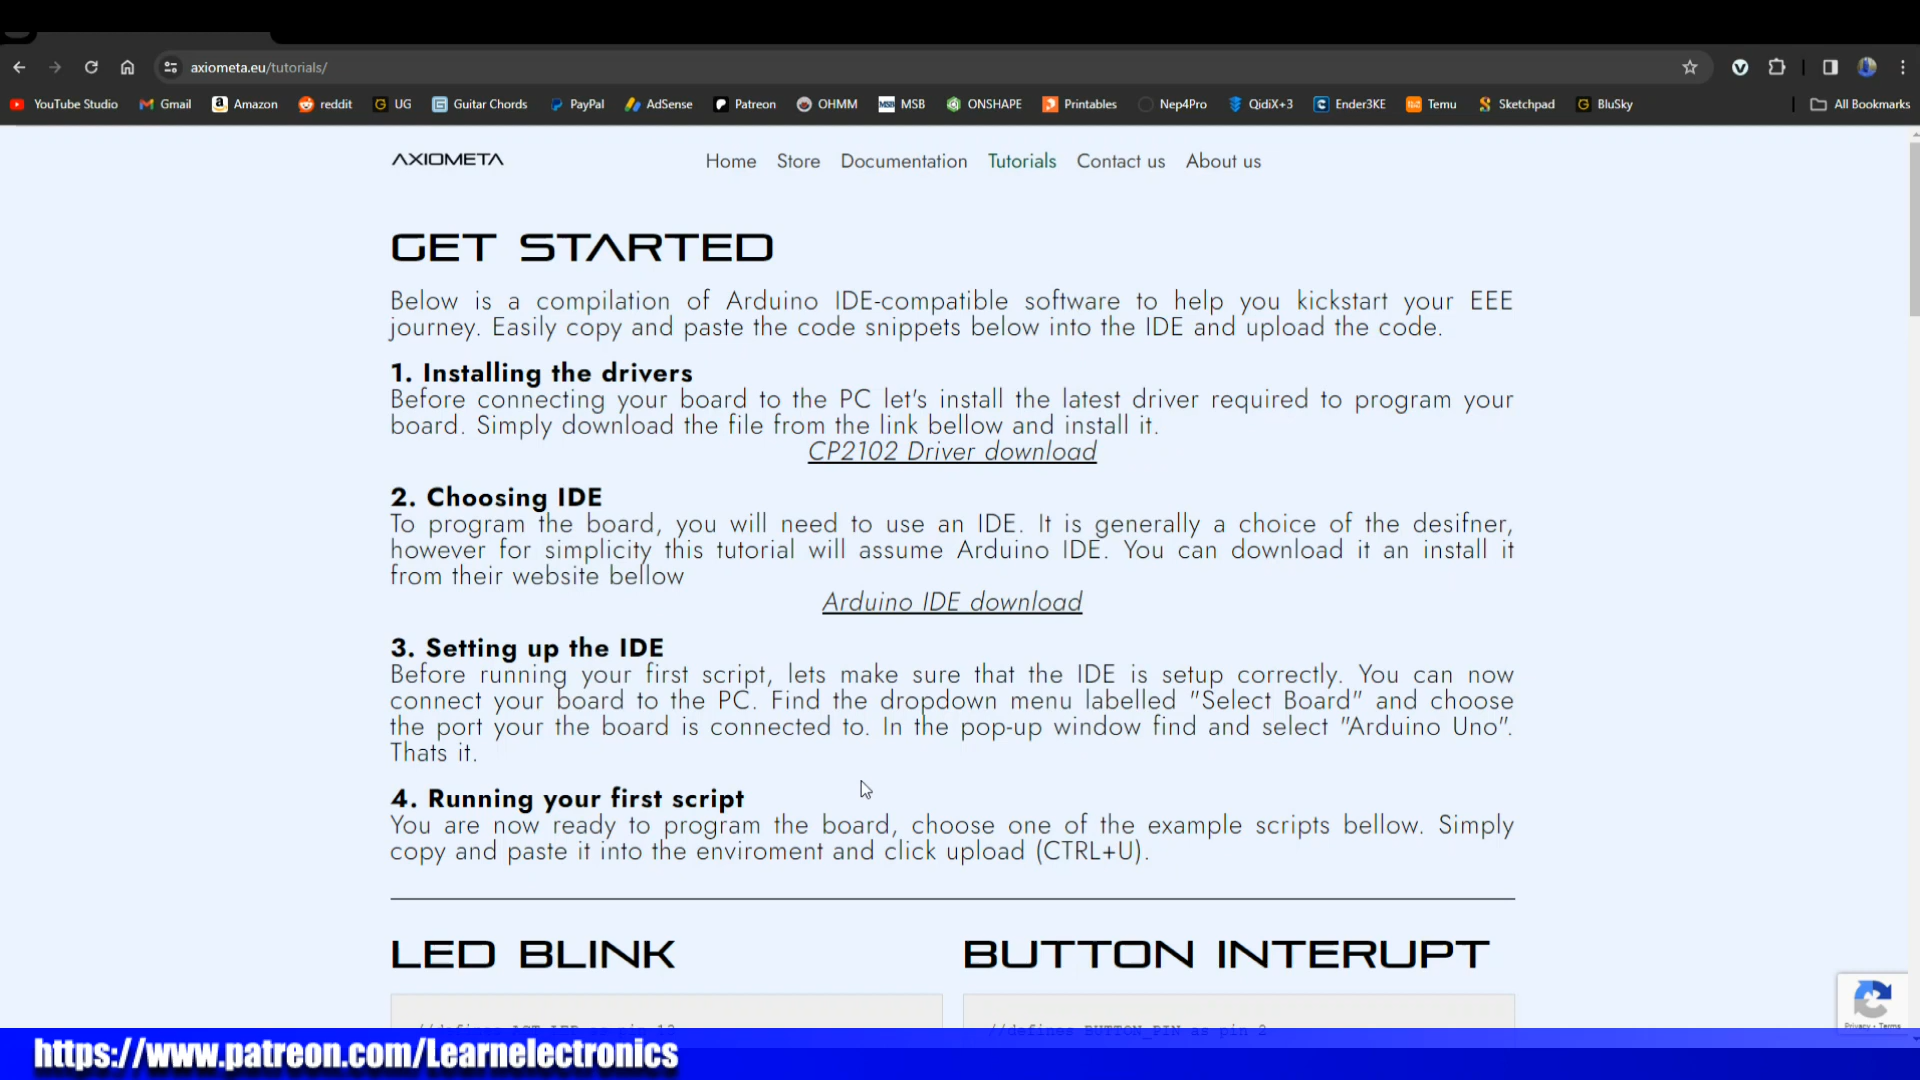 axiometa.eu/tutorials/
YouTube Studio Gmail Amazon reddit UG Guitar Chords PayPal AdSense Patreon OHMM MSB ONSHAPE Printables Nep4Pro QidiX+3 Ender3KE Temu Sketchpad BluSky All Bookmarks
AXIOMETA Home Store Documentation Tutorials Contact us About us
GET STARTED
Below is a compilation of Arduino IDE-compatible software to help you kickstart your EEE
journey. Easily copy and paste the code snippets below into the IDE and upload the code.
1. Installing the drivers
Before connecting your board to the PC let's install the latest driver required to program your
board. Simply download the file from the link bellow and install it.
CP2102 Driver download
2. Choosing IDE
To program the board, you will need to use an IDE. It is generally a choice of the desifner,
however for simplicity this tutorial will assume Arduino IDE. You can download it an install it
from their website bellow
Arduino IDE download
3. Setting up the IDE
Before running your first script, lets make sure that the IDE is setup correctly. You can now
connect your board to the PC. Find the dropdown menu labelled "Select Board" and choose
the port your the board is connected to. In the pop-up window find and select "Arduino Uno".
Thats it.
4. Running your first script
You are now ready to program the board, choose one of the example scripts bellow. Simply
copy and paste it into the enviroment and click upload (CTRL+U).
LED BLINK BUTTON INTERUPT
//defines ACT_LED as pin 13 //defines BUTTON_PIN as pin 2
Privacy - Terms
https://www.patreon.com/Learnelectronics